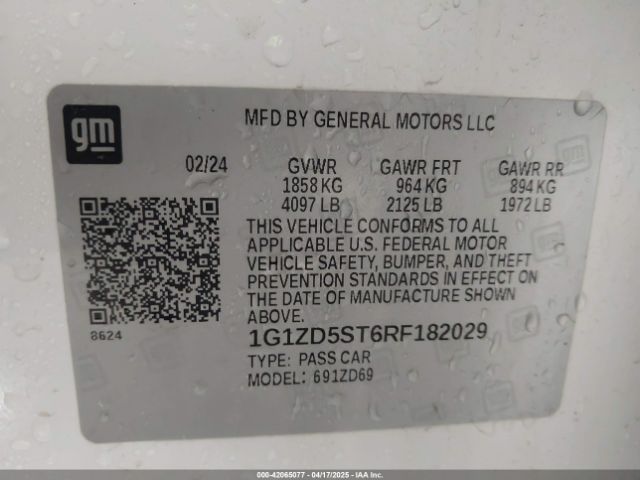 gm
MFD BY GENERAL MOTORS LLC
02/24 GVWR GAWR FRT GAWR RR
1858 KG 964 KG 894 KG
4097 LB 2125 LB 1972 LB
THIS VEHICLE CONFORMS TO ALL
APPLICABLE U.S. FEDERAL MOTOR
VEHICLE SAFETY, BUMPER, AND THEFT
PREVENTION STANDARDS IN EFFECT ON
THE DATE OF MANUFACTURE SHOWN
ABOVE.
8624
1G1ZD5ST6RF182029
TYPE: PASS CAR
MODEL: 691ZD69
000-42065077 - 04/17/2025 - IAAI.COM